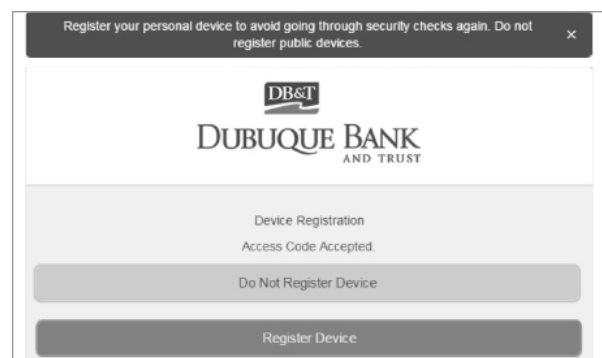 Register your personal device to avoid going through security checks again. Do not
register public devices.
×
DB&T
DUBUQUE BANK
AND TRUST
Device Registration
Access Code Accepted.
Do Not Register Device
Register Device